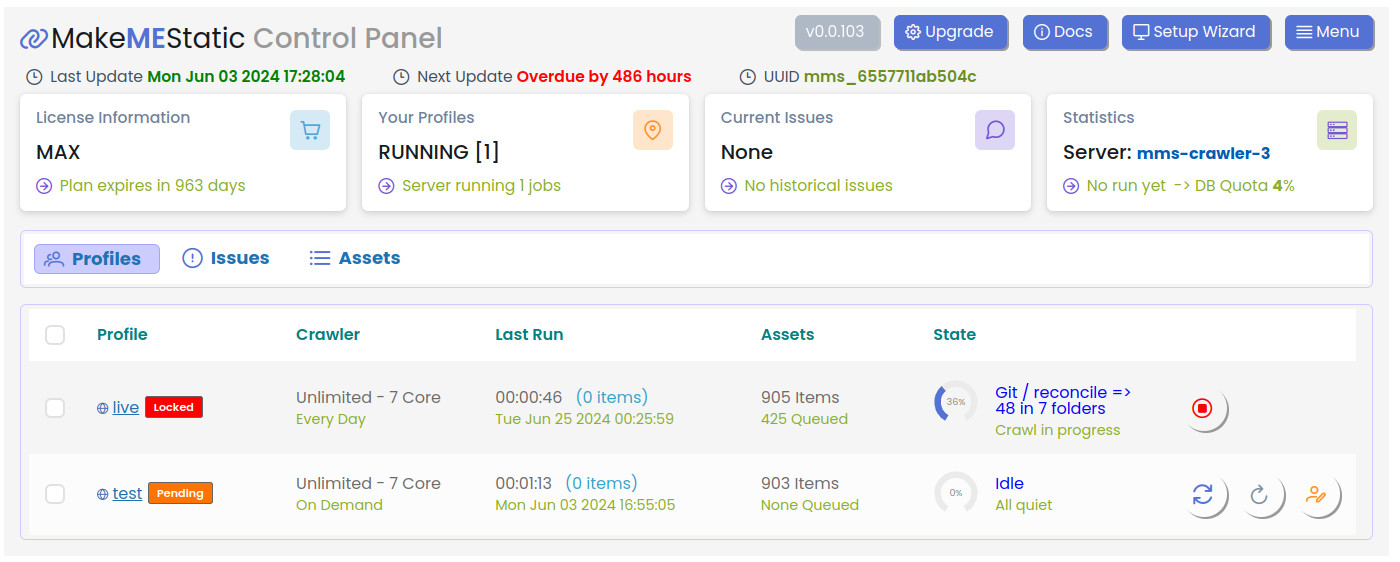 MakeMEStatic Control Panel
v0.0.103 Upgrade Docs Setup Wizard Menu
Last Update Mon Jun 03 2024 17:28:04 Next Update Overdue by 486 hours UUID mms_6557711ab504c
License Information
MAX
Plan expires in 963 days
Your Profiles
RUNNING [1]
Server running 1 jobs
Current Issues
None
No historical issues
Statistics
Server: mms-crawler-3
No run yet -> DB Quota 4%
Profiles Issues Assets
Profile Crawler Last Run Assets State
live Locked
Unlimited - 7 Core
Every Day
00:00:46 (0 items)
Tue Jun 25 2024 00:25:59
905 Items
425 Queued
36%
Git / reconcile =>
48 in 7 folders
Crawl in progress
test Pending
Unlimited - 7 Core
On Demand
00:01:13 (0 items)
Mon Jun 03 2024 16:55:05
903 Items
None Queued
0%
Idle
All quiet